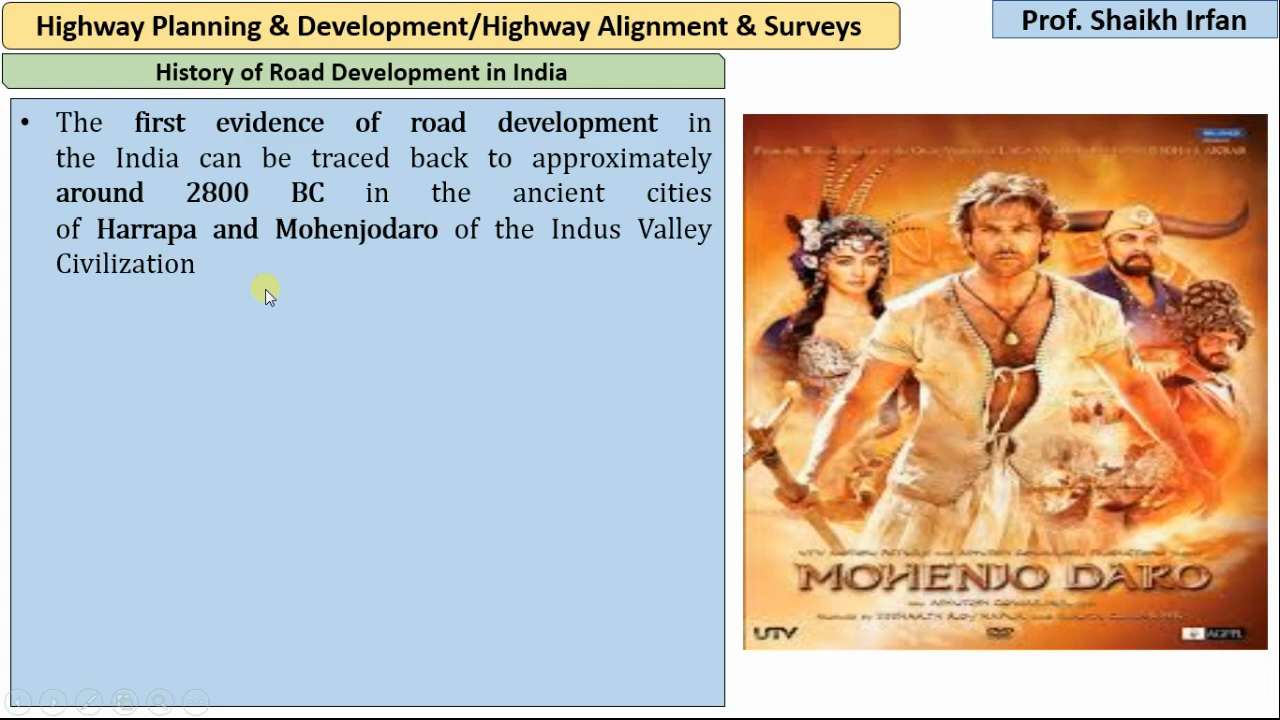 Highway Planning & Development/Highway Alignment & Surveys
Prof. Shaikh Irfan
History of Road Development in India
• The first evidence of road development in
the India can be traced back to approximately
around 2800 BC in the ancient cities
of Harrapa and Mohenjodaro of the Indus Valley
Civilization
MOHENJO DARO
UTV